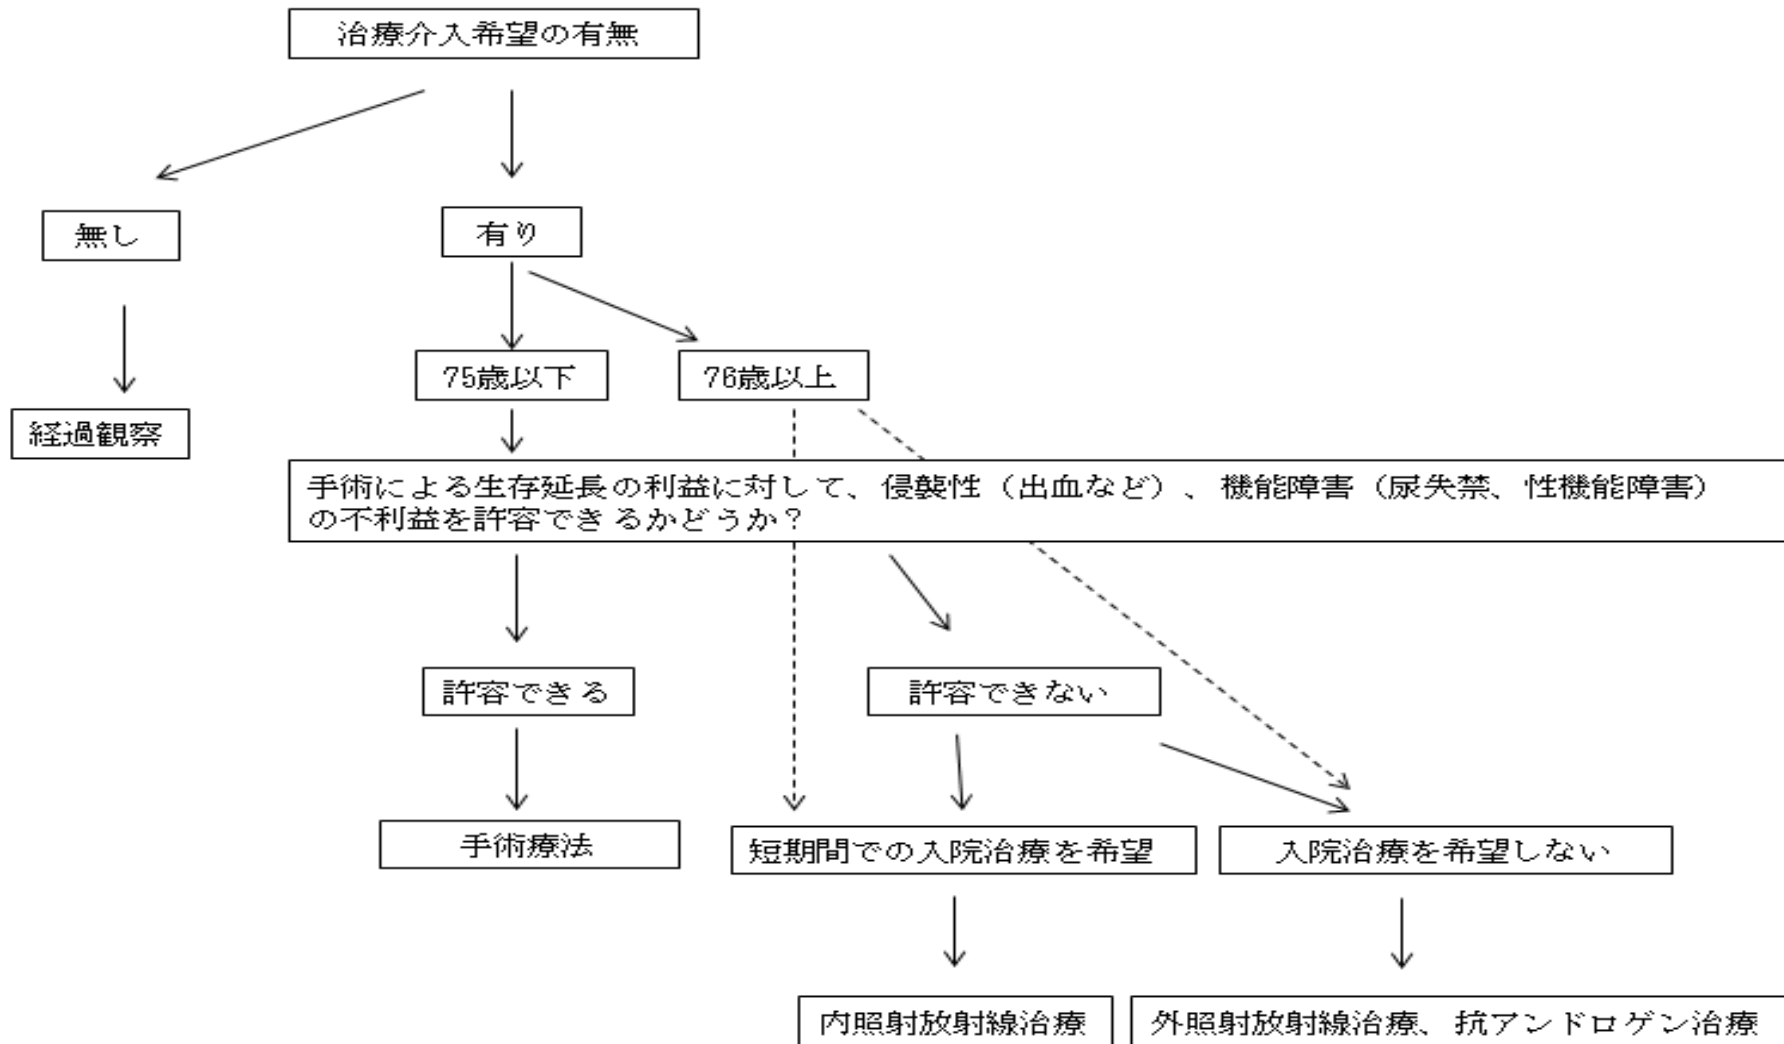 治療介入希望の有無
無し
有り
75歳以下
76歳以上
経過観察
手術による生存延長の利益に対して、侵襲性（出血など）、機能障害（尿失禁、性機能障害）
の不利益を許容できるかどうか？
許容できる
許容できない
手術療法
短期間での入院治療を希望
入院治療を希望しない
内照射放射線治療
外照射放射線治療、抗アンドロゲン治療